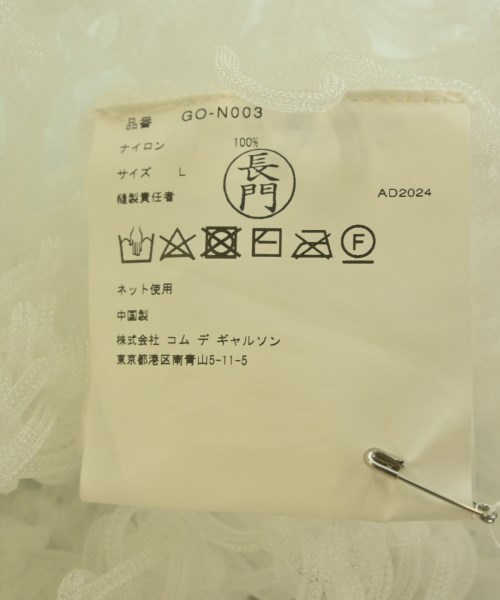 品番 GO-N003
ナイロン 100%
サイズ L
縫製責任者 長門 AD2024
F
ネット使用
中国製
株式会社 コム デ ギャルソン
東京都港区南青山5-11-5